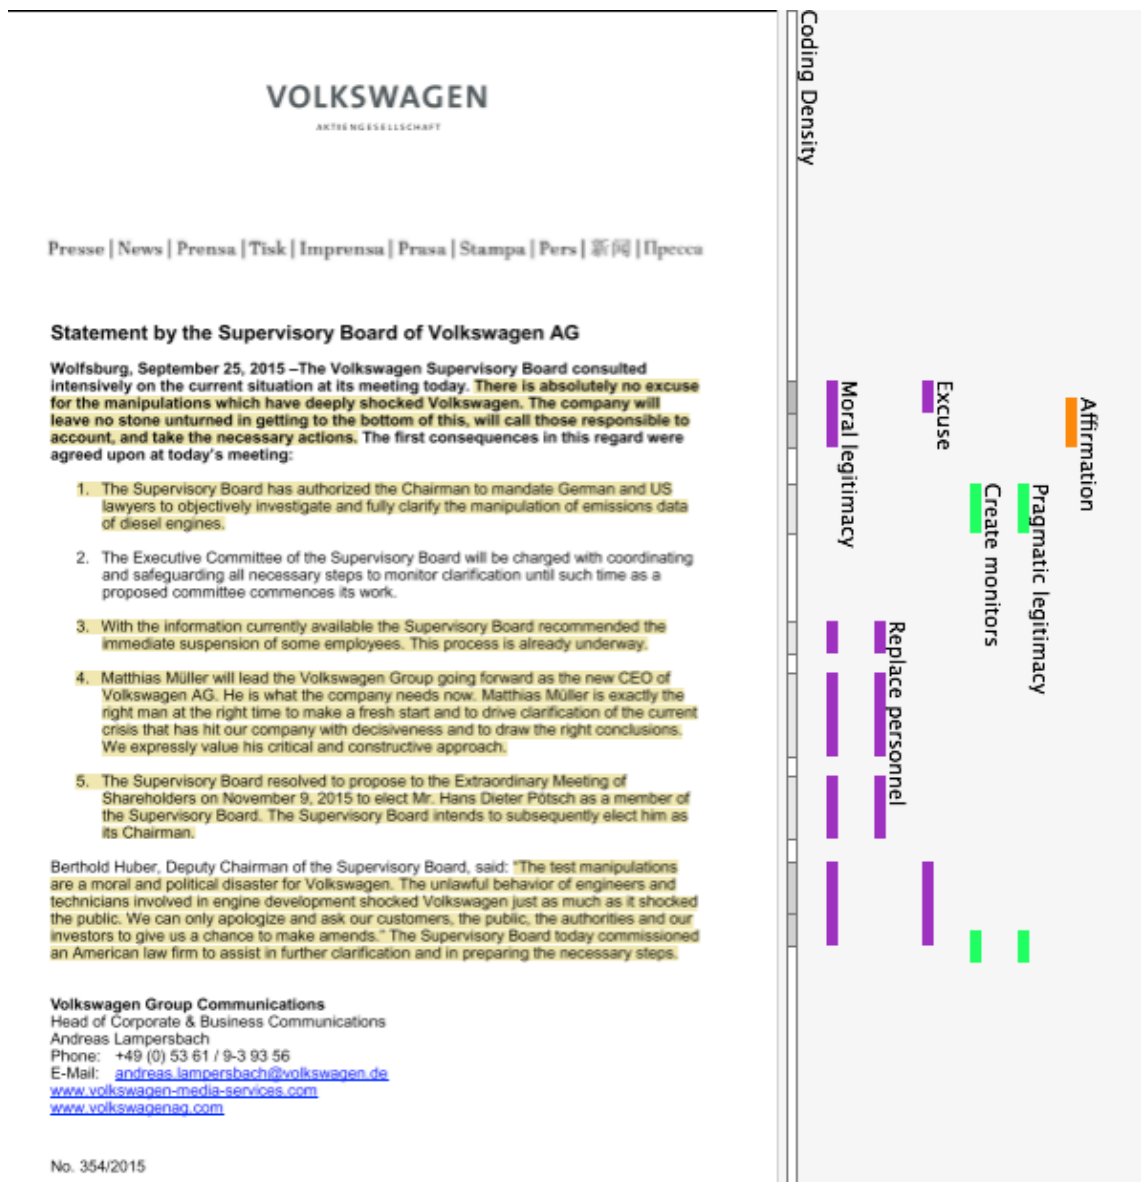 VOLKSWAGEN
AKTIENGESELLSCHAFT
Presse | News | Prensa | Tisk | Imprensa | Prasa | Stampa | Pers | 新闻 | Пресса
Statement by the Supervisory Board of Volkswagen AG
Wolfsburg, September 25, 2015 –The Volkswagen Supervisory Board consulted
intensively on the current situation at its meeting today. There is absolutely no excuse
for the manipulations which have deeply shocked Volkswagen. The company will
leave no stone unturned in getting to the bottom of this, will call those responsible to
account, and take the necessary actions. The first consequences in this regard were
agreed upon at today's meeting:
1. The Supervisory Board has authorized the Chairman to mandate German and US
lawyers to objectively investigate and fully clarify the manipulation of emissions data
of diesel engines.
2. The Executive Committee of the Supervisory Board will be charged with coordinating
and safeguarding all necessary steps to monitor clarification until such time as a
proposed committee commences its work.
3. With the information currently available the Supervisory Board recommended the
immediate suspension of some employees. This process is already underway.
4. Matthias Müller will lead the Volkswagen Group going forward as the new CEO of
Volkswagen AG. He is what the company needs now. Matthias Müller is exactly the
right man at the right time to make a fresh start and to drive clarification of the current
crisis that has hit our company with decisiveness and to draw the right conclusions.
We expressly value his critical and constructive approach.
5. The Supervisory Board resolved to propose to the Extraordinary Meeting of
Shareholders on November 9, 2015 to elect Mr. Hans Dieter Pötsch as a member of
the Supervisory Board. The Supervisory Board intends to subsequently elect him as
its Chairman.
Berthold Huber, Deputy Chairman of the Supervisory Board, said: "The test manipulations
are a moral and political disaster for Volkswagen. The unlawful behavior of engineers and
technicians involved in engine development shocked Volkswagen just as much as it shocked
the public. We can only apologize and ask our customers, the public, the authorities and our
investors to give us a chance to make amends." The Supervisory Board today commissioned
an American law firm to assist in further clarification and in preparing the necessary steps.
Volkswagen Group Communications
Head of Corporate & Business Communications
Andreas Lampersbach
Phone: +49 (0) 53 61 / 9-3 93 56
E-Mail: andreas.lampersbach@volkswagen.de
www.volkswagen-media-services.com
www.volkswagenag.com
No. 354/2015
Coding Density
Moral legitimacy
Replace personnel
Excuse
Create monitors
Pragmatic legitimacy
Affirmation